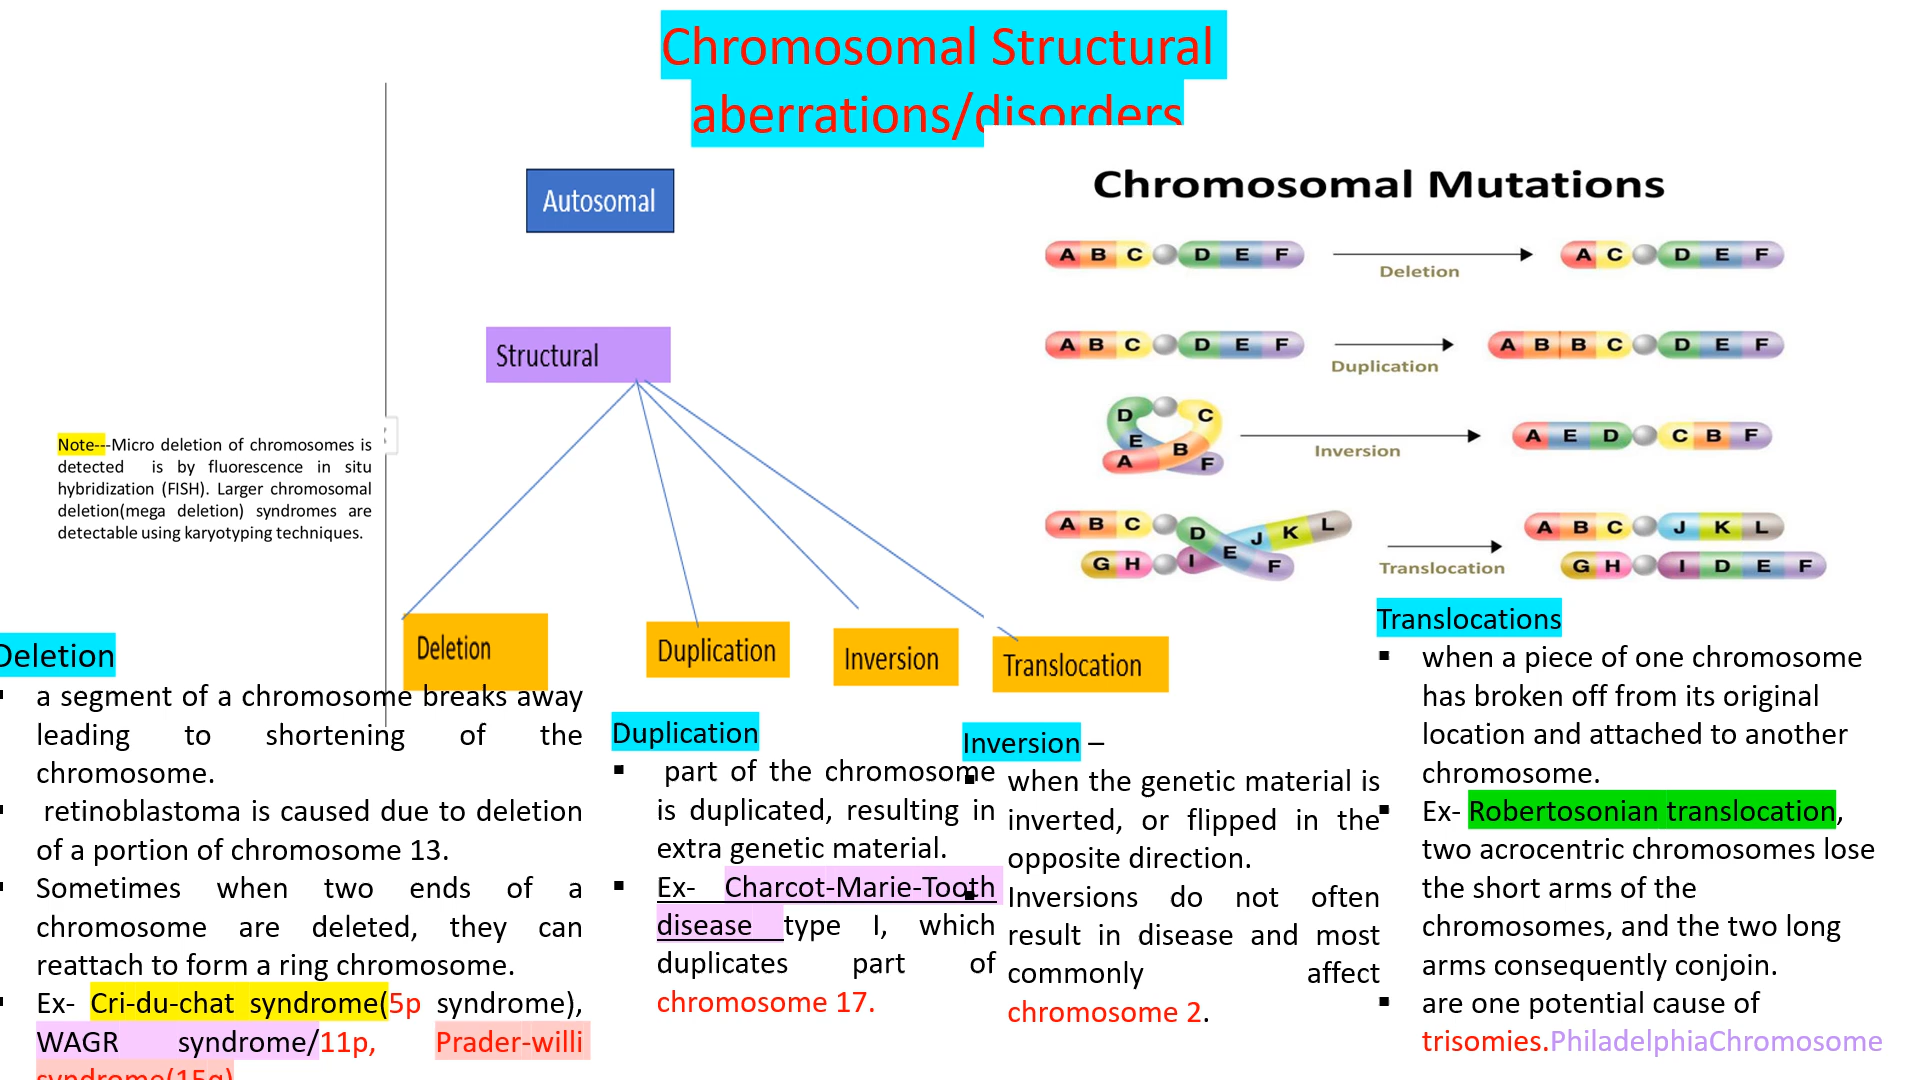 Chromosomal Structural
aberrations/disorders
Autosomal
Structural
Note---Micro deletion of chromosomes is
detected is by fluorescence in situ
hybridization (FISH). Larger chromosomal
deletion(mega deletion) syndromes are
detectable using karyotyping techniques.
Deletion
Duplication
Inversion
Translocation
Chromosomal Mutations
A B C D E F
Deletion
A C D E F
A B C D E F
Duplication
A B B C D E F
D C
E B
A F
Inversion
A E D C B F
A B C D E J K L
G H I F
Translocation
A B C J K L
G H I D E F
Deletion
a segment of a chromosome breaks away
leading to shortening of the
chromosome.
retinoblastoma is caused due to deletion
of a portion of chromosome 13.
Sometimes when two ends of a
chromosome are deleted, they can
reattach to form a ring chromosome.
Ex- Cri-du-chat syndrome(5p syndrome),
WAGR syndrome/11p, Prader-willi
syndrome(15q)
Duplication
part of the chromosome
is duplicated, resulting in
extra genetic material.
Ex- Charcot-Marie-Tooth
disease type I, which
duplicates part of
chromosome 17.
Inversion –
when the genetic material is
inverted, or flipped in the
opposite direction.
Inversions do not often
result in disease and most
commonly affect
chromosome 2.
Translocations
when a piece of one chromosome
has broken off from its original
location and attached to another
chromosome.
Ex- Robertosonian translocation,
two acrocentric chromosomes lose
the short arms of the
chromosomes, and the two long
arms consequently conjoin.
are one potential cause of
trisomies.PhiladelphiaChromosome